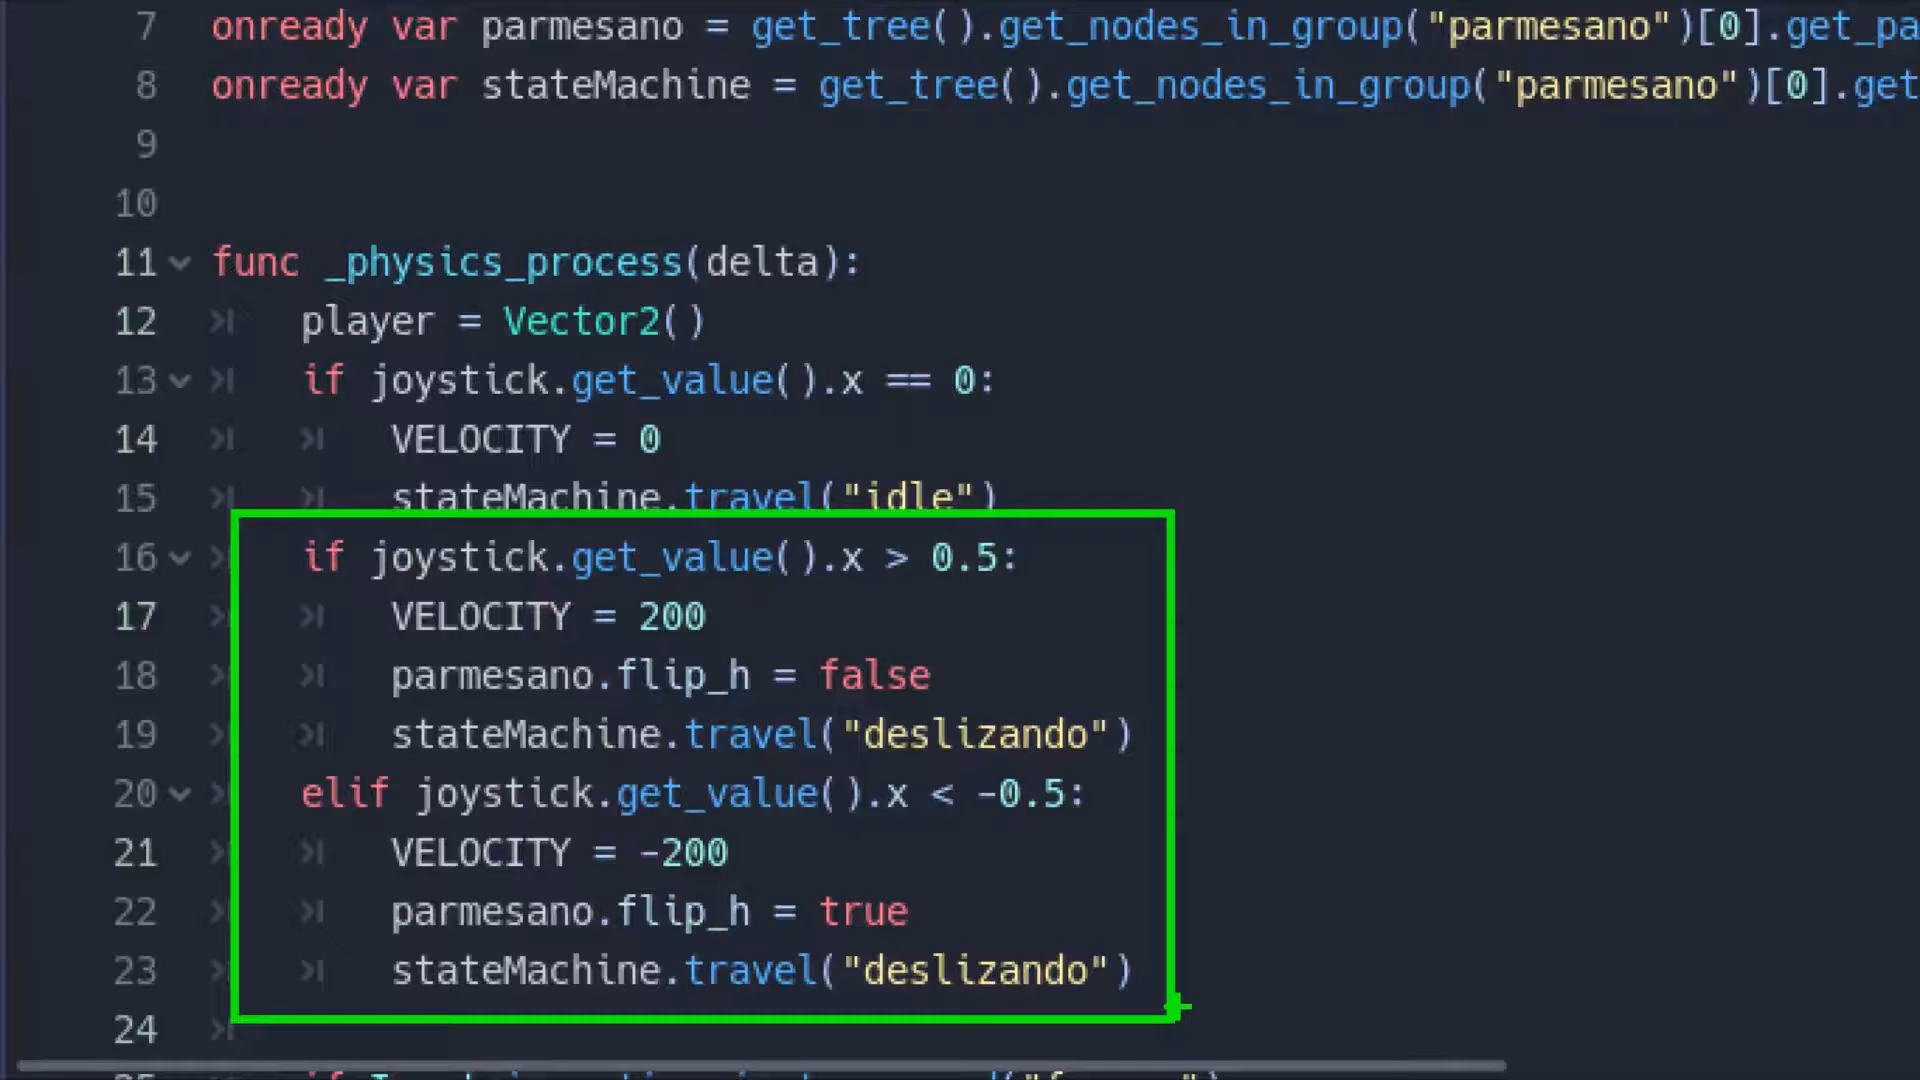 7 onready var parmesano = get_tree().get_nodes_in_group("parmesano")[0].get_pa
8 onready var stateMachine = get_tree().get_nodes_in_group("parmesano")[0].get
9
10
11 func _physics_process(delta):
12 player = Vector2()
13 if joystick.get_value().x == 0:
14 VELOCITY = 0
15 stateMachine.travel("idle")
16 if joystick.get_value().x > 0.5:
17 VELOCITY = 200
18 parmesano.flip_h = false
19 stateMachine.travel("deslizando")
20 elif joystick.get_value().x < -0.5:
21 VELOCITY = -200
22 parmesano.flip_h = true
23 stateMachine.travel("deslizando")
24